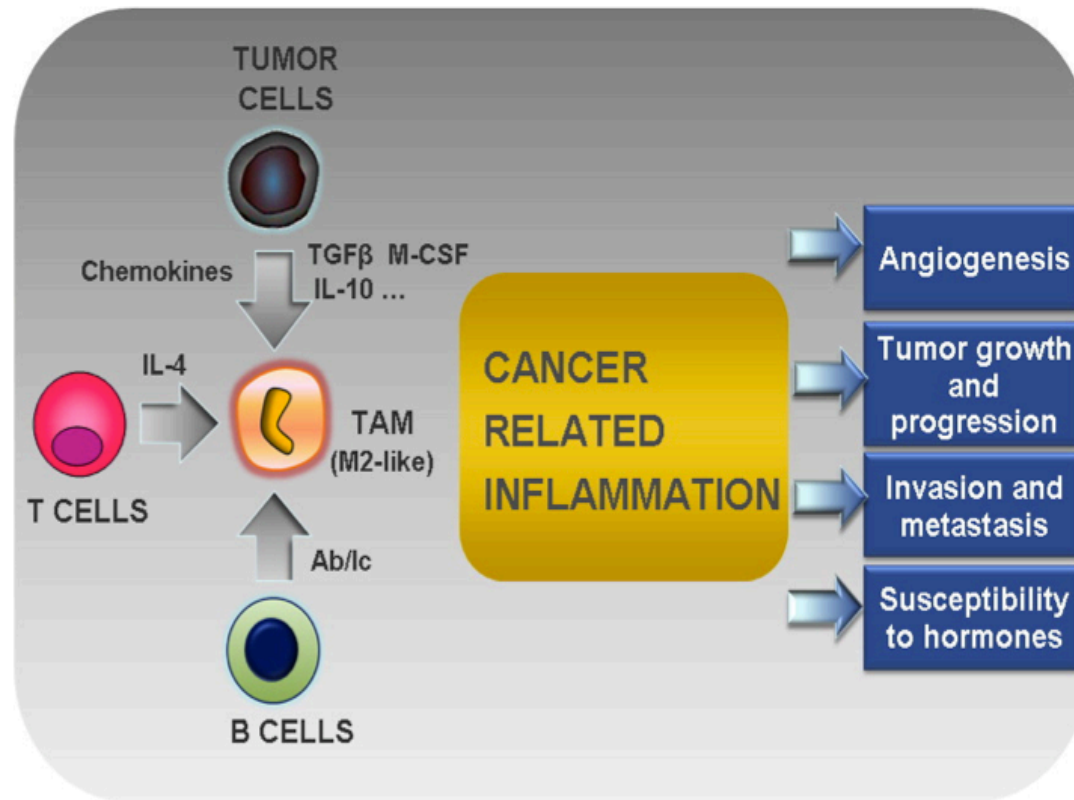 TUMOR
CELLS
Chemokines
TGFβ M-CSF
IL-10 ...
IL-4
T CELLS
TAM
(M2-like)
Ab/Ic
B CELLS
CANCER
RELATED
INFLAMMATION
Angiogenesis
Tumor growth
and
progression
Invasion and
metastasis
Susceptibility
to hormones